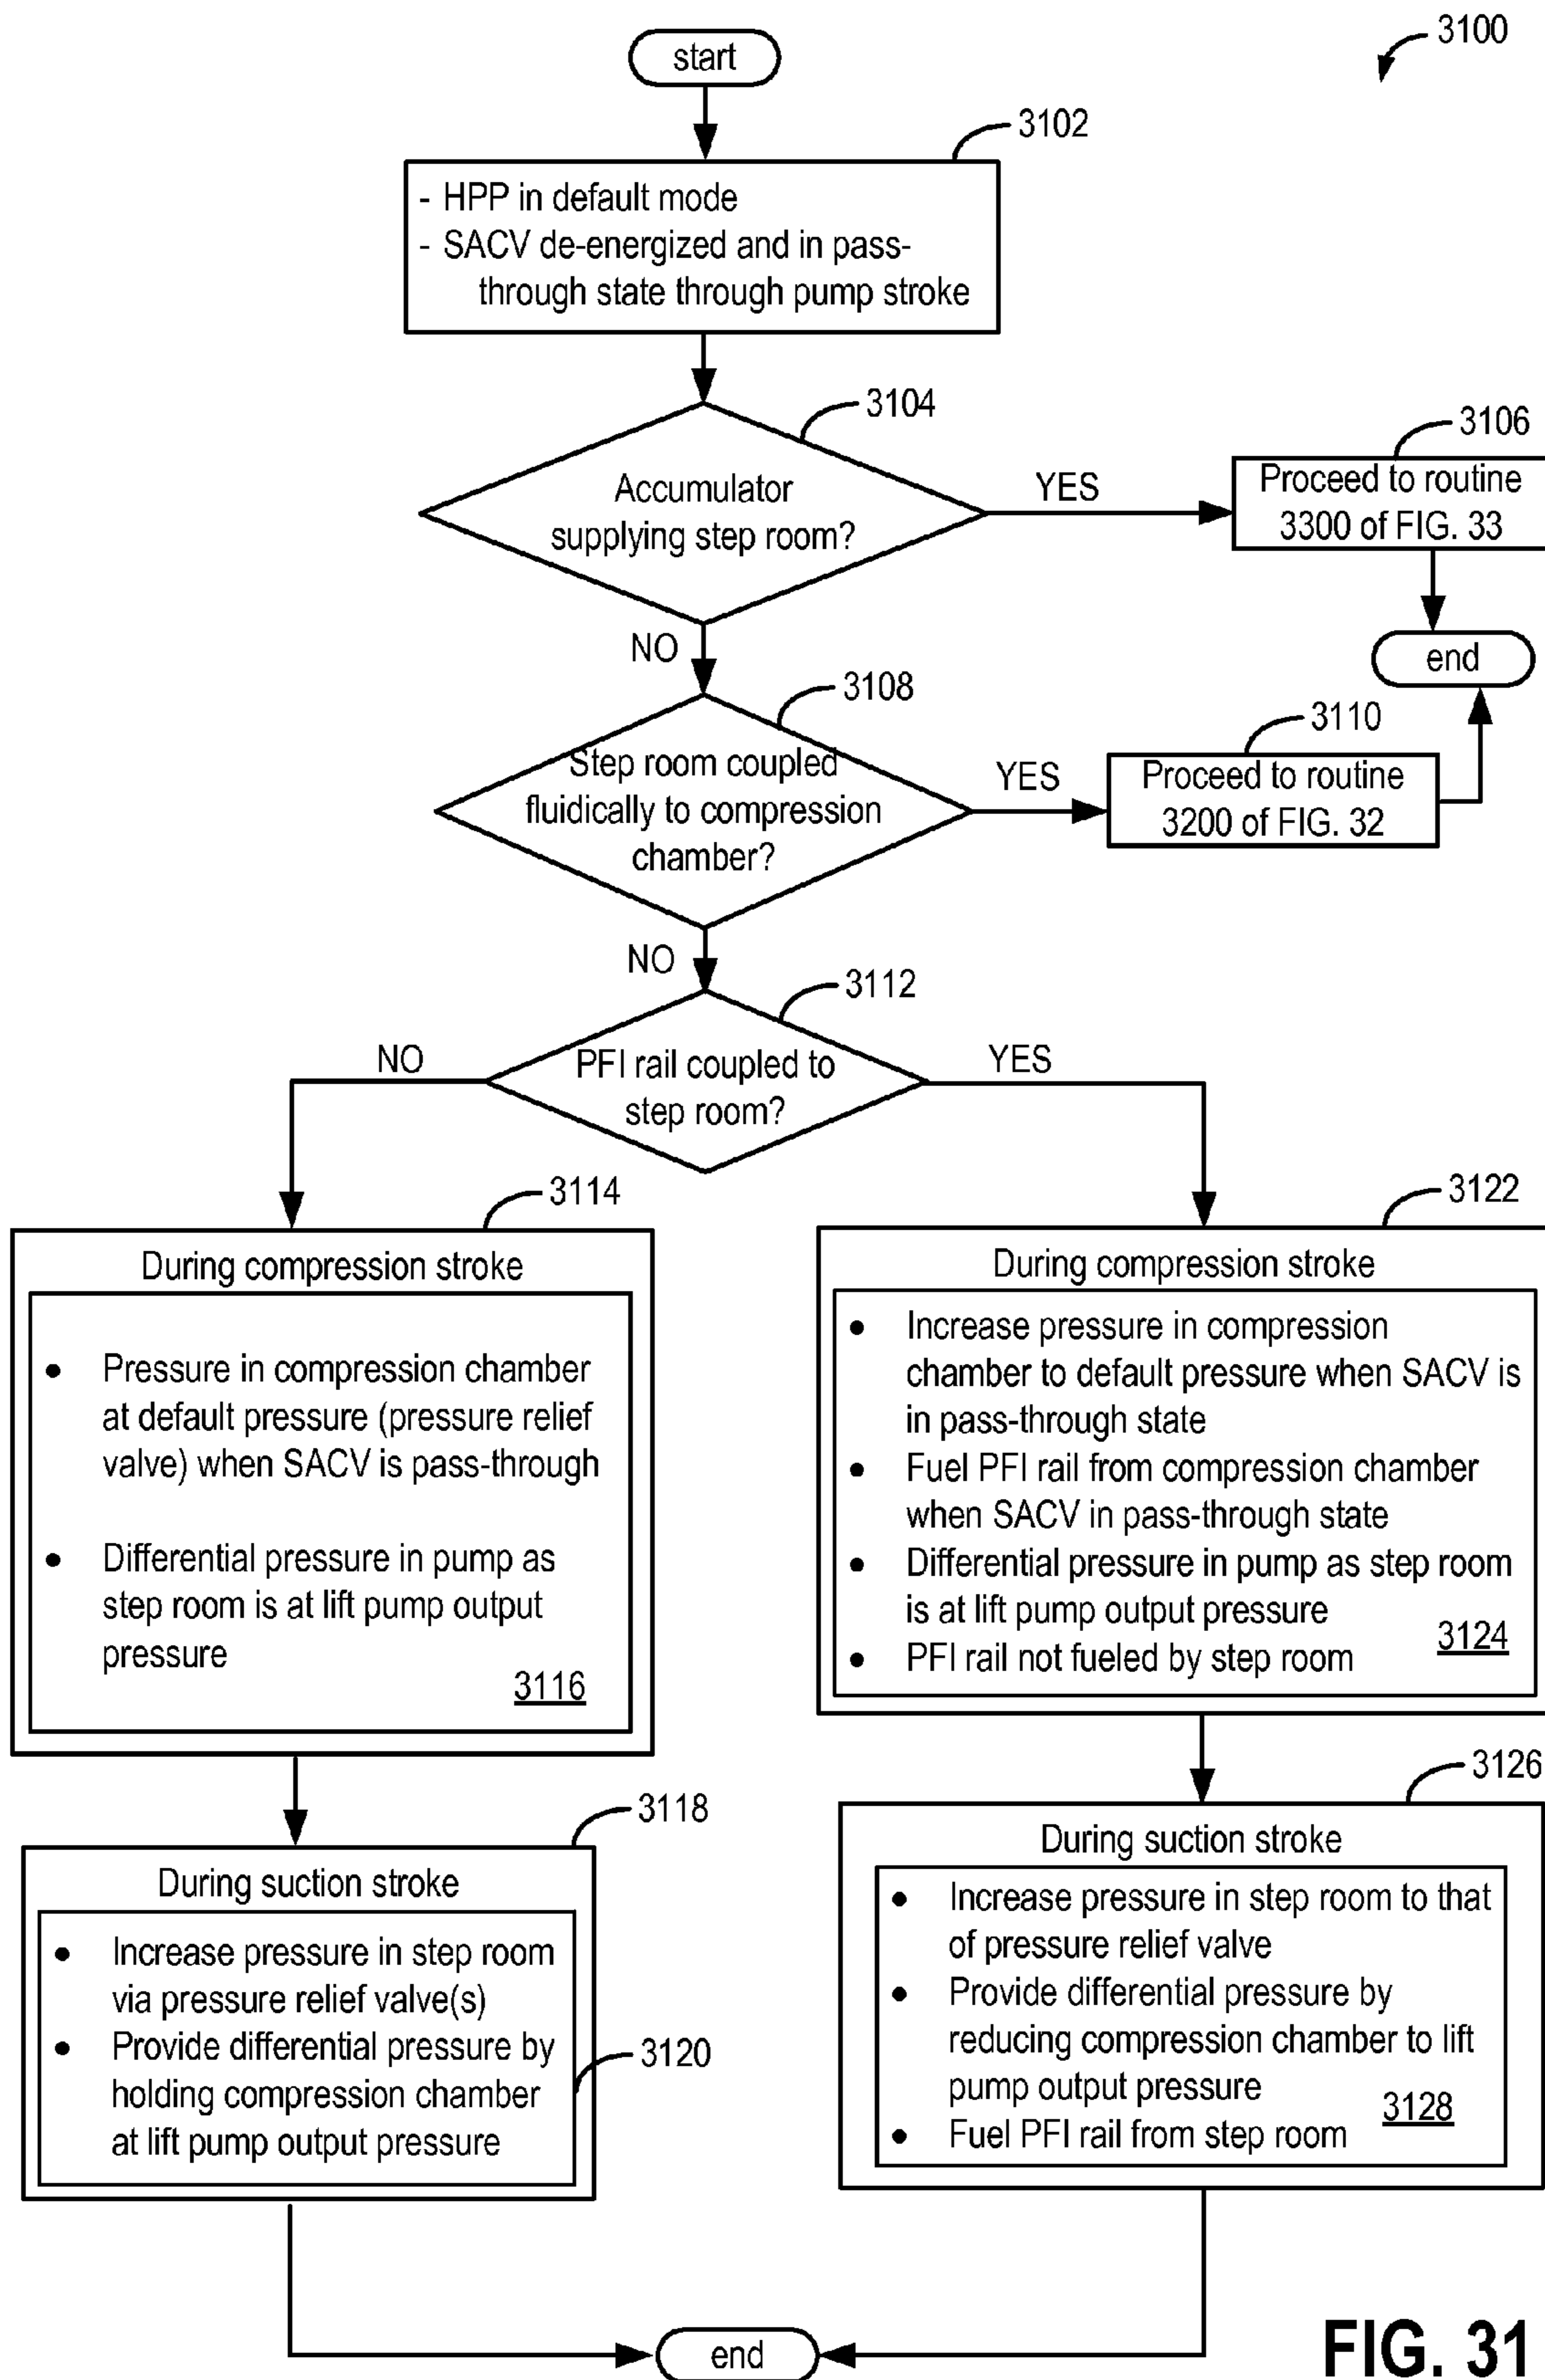 3100
start
3102
- HPP in default mode
- SACV de-energized and in pass-
through state through pump stroke
3104
Accumulator
supplying step room?
YES
3106
Proceed to routine
3300 of FIG. 33
end
NO
3108
Step room coupled
fluidically to compression
chamber?
YES
3110
Proceed to routine
3200 of FIG. 32
NO
3112
PFI rail coupled to
step room?
NO
YES
3114
During compression stroke
• Pressure in compression chamber
at default pressure (pressure relief
valve) when SACV is pass-through
• Differential pressure in pump as
step room is at lift pump output
pressure
3116
3118
During suction stroke
• Increase pressure in step room
via pressure relief valve(s)
• Provide differential pressure by
holding compression chamber
at lift pump output pressure
3120
3122
During compression stroke
• Increase pressure in compression
chamber to default pressure when SACV is
in pass-through state
• Fuel PFI rail from compression chamber
when SACV in pass-through state
• Differential pressure in pump as step room
is at lift pump output pressure
• PFI rail not fueled by step room
3124
3126
During suction stroke
• Increase pressure in step room to that
of pressure relief valve
• Provide differential pressure by
reducing compression chamber to lift
pump output pressure
• Fuel PFI rail from step room
3128
end
FIG. 31